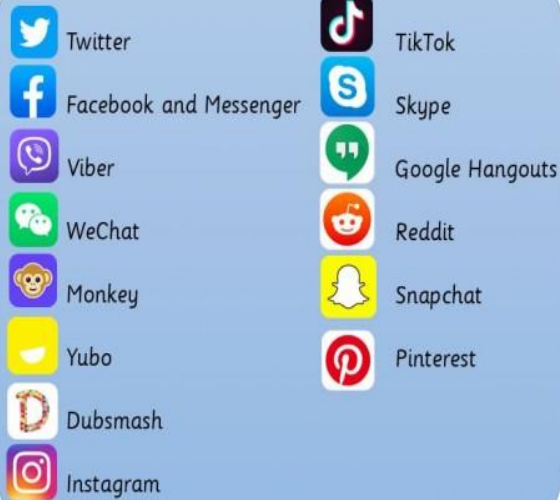 Twitter
Facebook and Messenger
Viber
WeChat
Monkey
Yubo
Dubsmash
Instagram
TikTok
Skype
Google Hangouts
Reddit
Snapchat
Pinterest